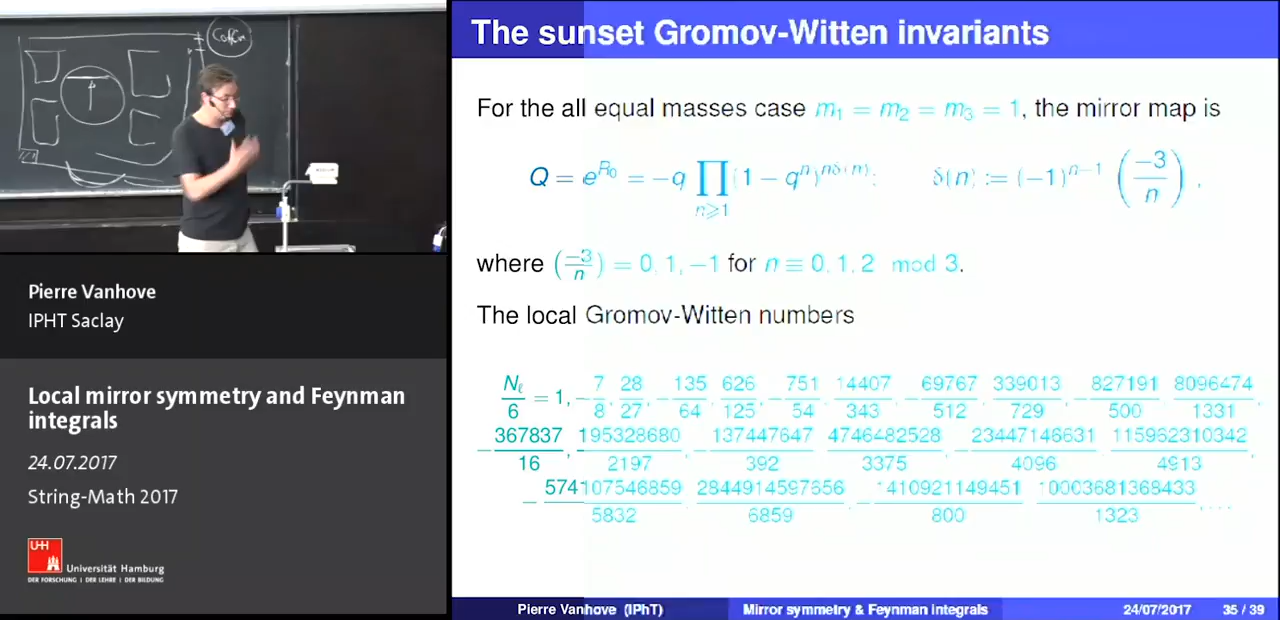 The sunset Gromov-Witten invariants
For the all equal masses case m₁ = m₂ = m₃ = 1, the mirror map is
Q = e^{R₀} = −q ∏_{n⩾1} (1 − qⁿ)^{nδ(n)}; δ(n) := (−1)^{n−1} (−3/n),
where (−3/n) = 0, 1, −1 for n ≡ 0, 1, 2 mod 3.
The local Gromov-Witten numbers
N_ℓ/6 = 1, −7/8, 28/27, −135/64, 626/125, −751/54, 14407/343, −69767/512, 339013/729, −827191/500, 8096474/1331,
−367837/16, 195328680/2197, −137447647/392, 4746482528/3375, −23447146631/4096, 115962310342/4913,
−574107546859/5832, 2844914597656/6859, −1410921149451/800, 10003681368433/1323, ...
Pierre Vanhove (IPhT) Mirror symmetry & Feynman integrals 24/07/2017 35 / 39
Pierre Vanhove
IPHT Saclay
Local mirror symmetry and Feynman
integrals
24.07.2017
String-Math 2017
UHH
Universität Hamburg
DER FORSCHUNG | DER LEHRE | DER BILDUNG